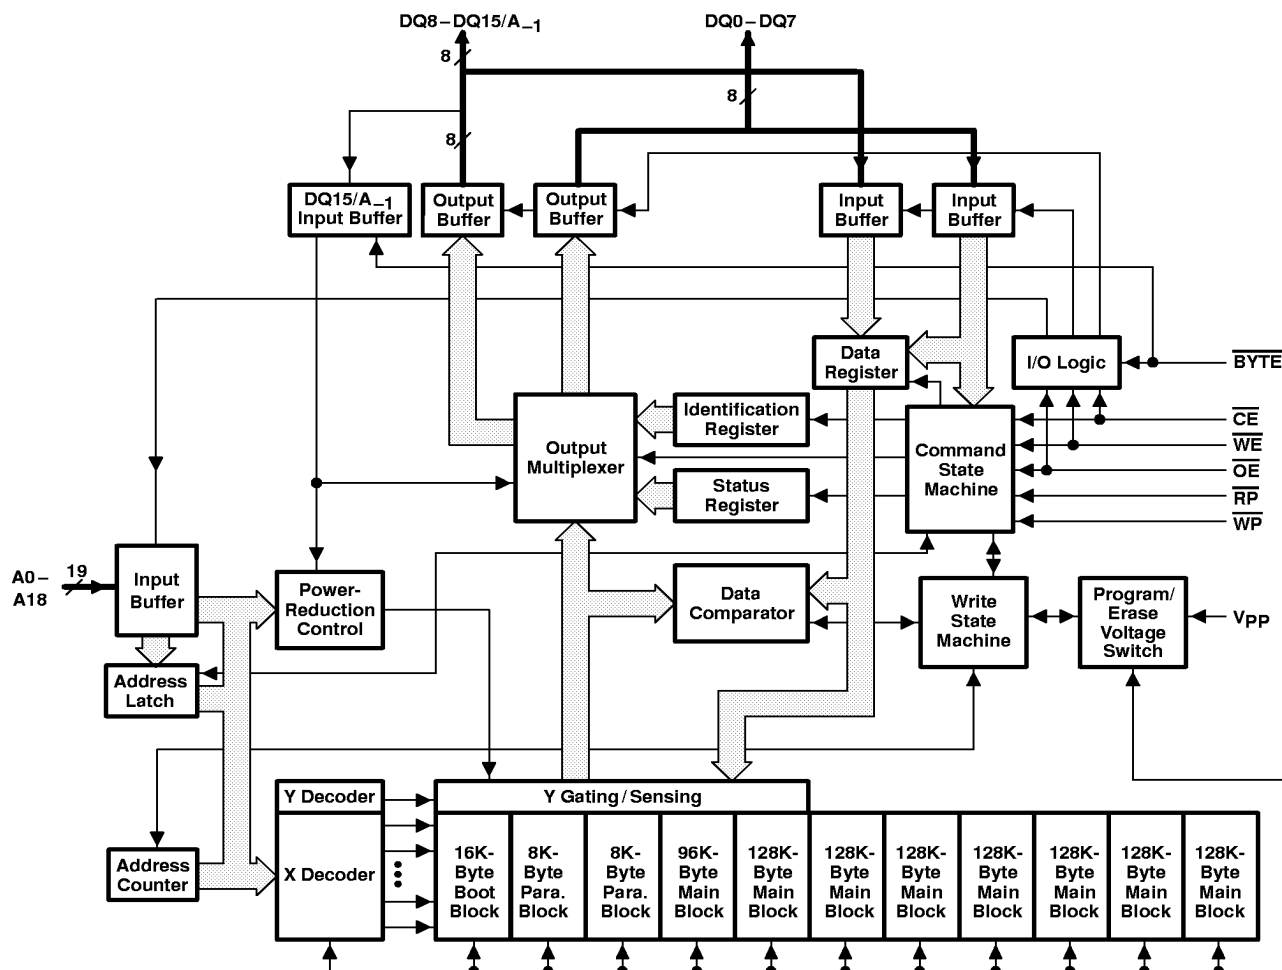 DQ8–DQ15/A–1
DQ0–DQ7
8
8
8
DQ15/A–1
Input Buffer
Output
Buffer
Output
Buffer
Input
Buffer
Input
Buffer
Data
Register
I/O Logic
BYTE
Identification
Register
Output
Multiplexer
Command
State
Machine
CE
WE
OE
RP
WP
Status
Register
A0–
A18
19
Input
Buffer
Power-
Reduction
Control
Data
Comparator
Write
State
Machine
Program/
Erase
Voltage
Switch
VPP
Address
Latch
Y Decoder
Y Gating/Sensing
Address
Counter
X Decoder
16K-
Byte
Boot
Block
8K-
Byte
Para.
Block
8K-
Byte
Para.
Block
96K-
Byte
Main
Block
128K-
Byte
Main
Block
128K-
Byte
Main
Block
128K-
Byte
Main
Block
128K-
Byte
Main
Block
128K-
Byte
Main
Block
128K-
Byte
Main
Block
128K-
Byte
Main
Block